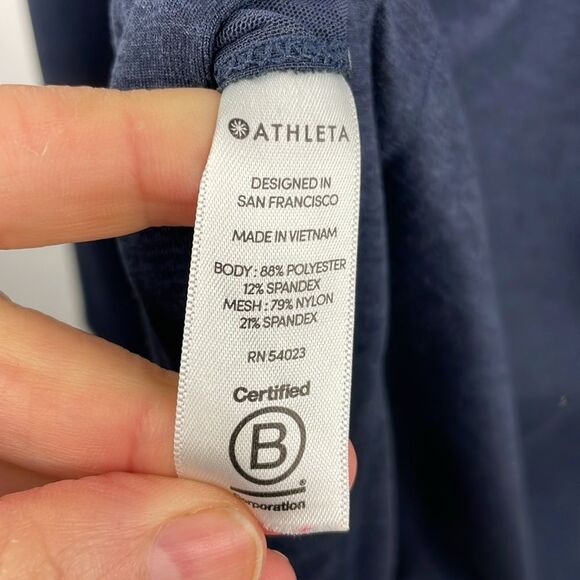 ATHLETA
DESIGNED IN
SAN FRANCISCO
MADE IN VIETNAM
BODY : 88% POLYESTER
12% SPANDEX
MESH : 79% NYLON
21% SPANDEX
RN 54023
Certified
B
®
Corporation